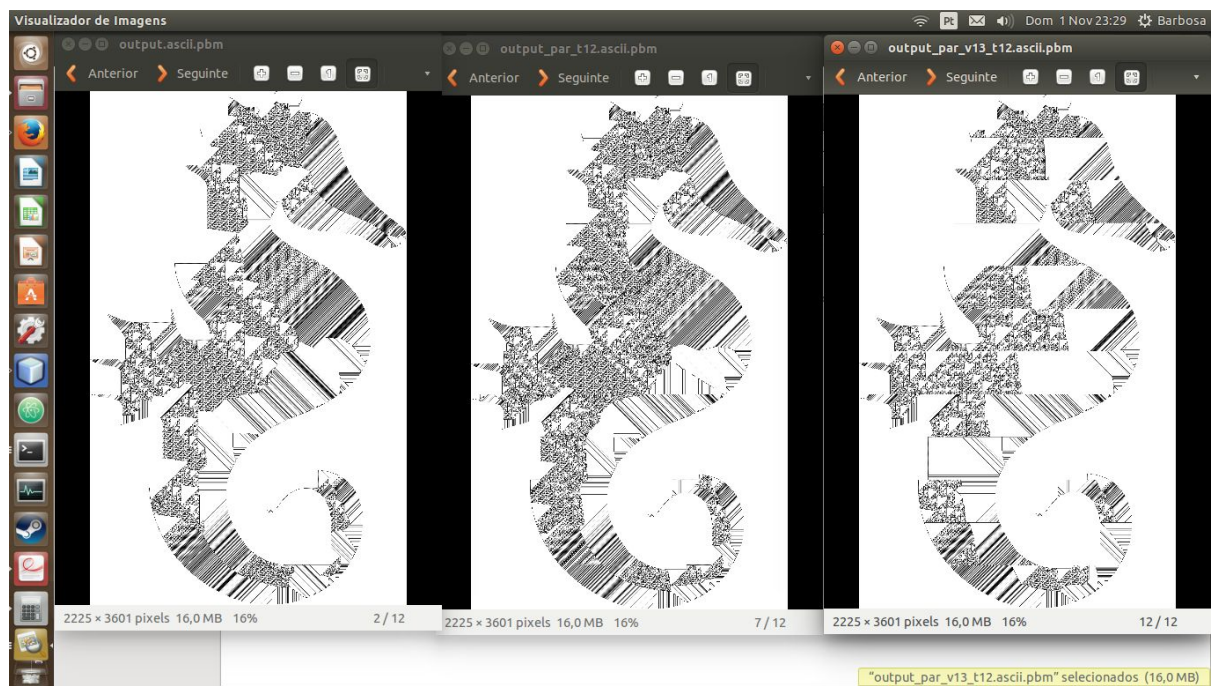 Visualizador de Imagens
Pt
Dom 1 Nov 23:29
Barbosa
output.ascii.pbm
Anterior
Seguinte
2225 × 3601 pixels 16,0 MB 16%
2 / 12
output_par_t12.ascii.pbm
Anterior
Seguinte
2225 × 3601 pixels 16,0 MB 16%
7 / 12
output_par_v13_t12.ascii.pbm
Anterior
Seguinte
2225 × 3601 pixels 16,0 MB 16%
12 / 12
"output_par_v13_t12.ascii.pbm" selecionados (16,0 MB)